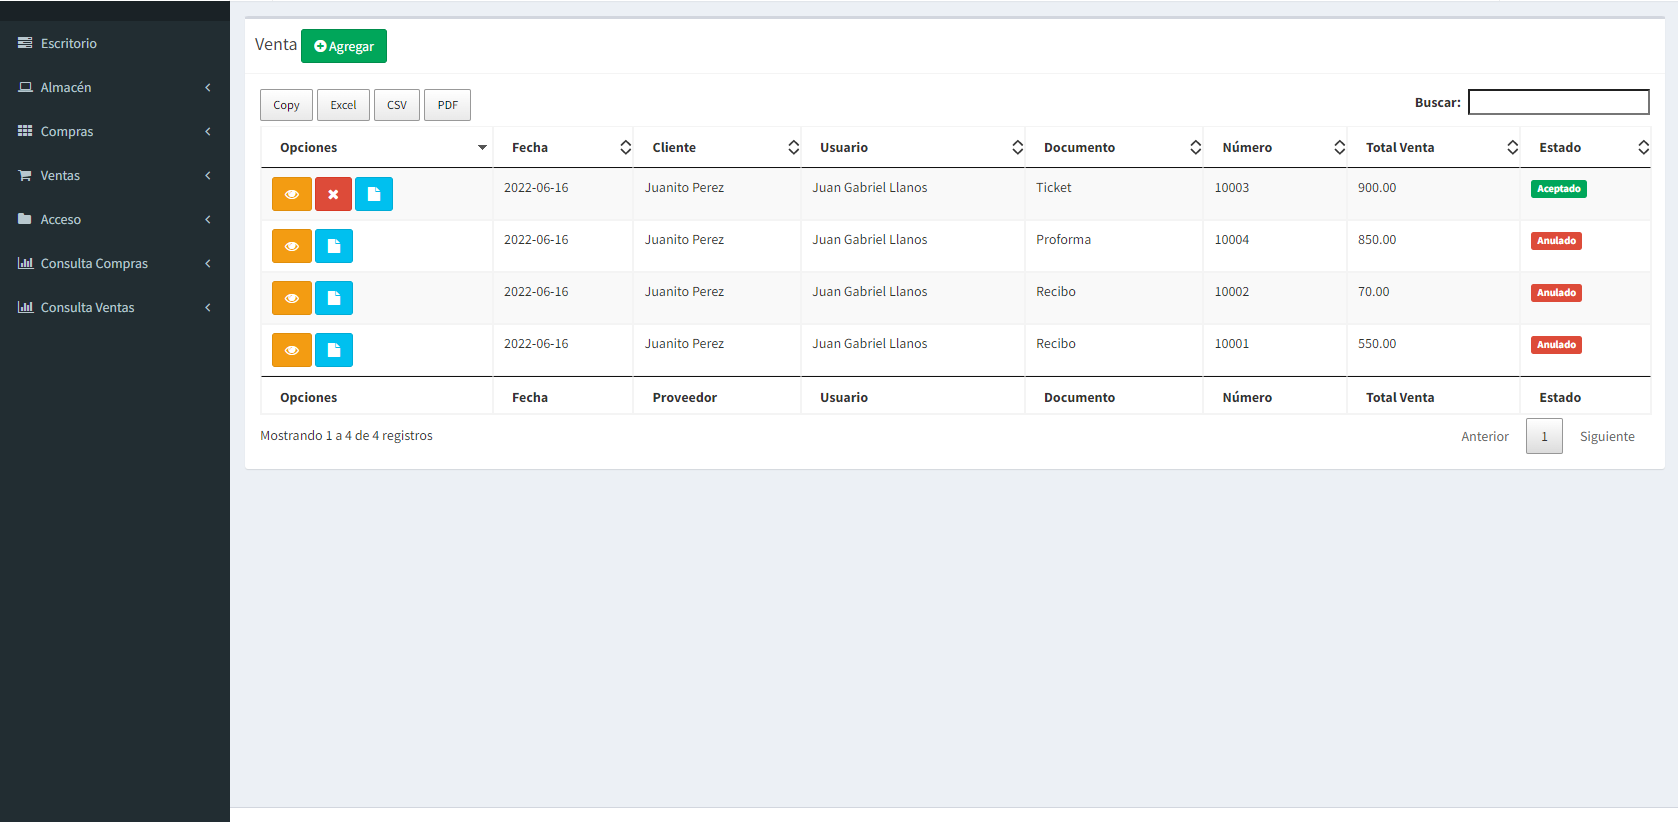 Escritorio
Almacén
Compras
Ventas
Acceso
Consulta Compras
Consulta Ventas
Venta Agregar
Copy Excel CSV PDF Buscar:
Opciones Fecha Cliente Usuario Documento Número Total Venta Estado
2022-06-16 Juanito Perez Juan Gabriel Llanos Ticket 10003 900.00 Aceptado
2022-06-16 Juanito Perez Juan Gabriel Llanos Proforma 10004 850.00 Anulado
2022-06-16 Juanito Perez Juan Gabriel Llanos Recibo 10002 70.00 Anulado
2022-06-16 Juanito Perez Juan Gabriel Llanos Recibo 10001 550.00 Anulado
Opciones Fecha Proveedor Usuario Documento Número Total Venta Estado
Mostrando 1 a 4 de 4 registros Anterior 1 Siguiente